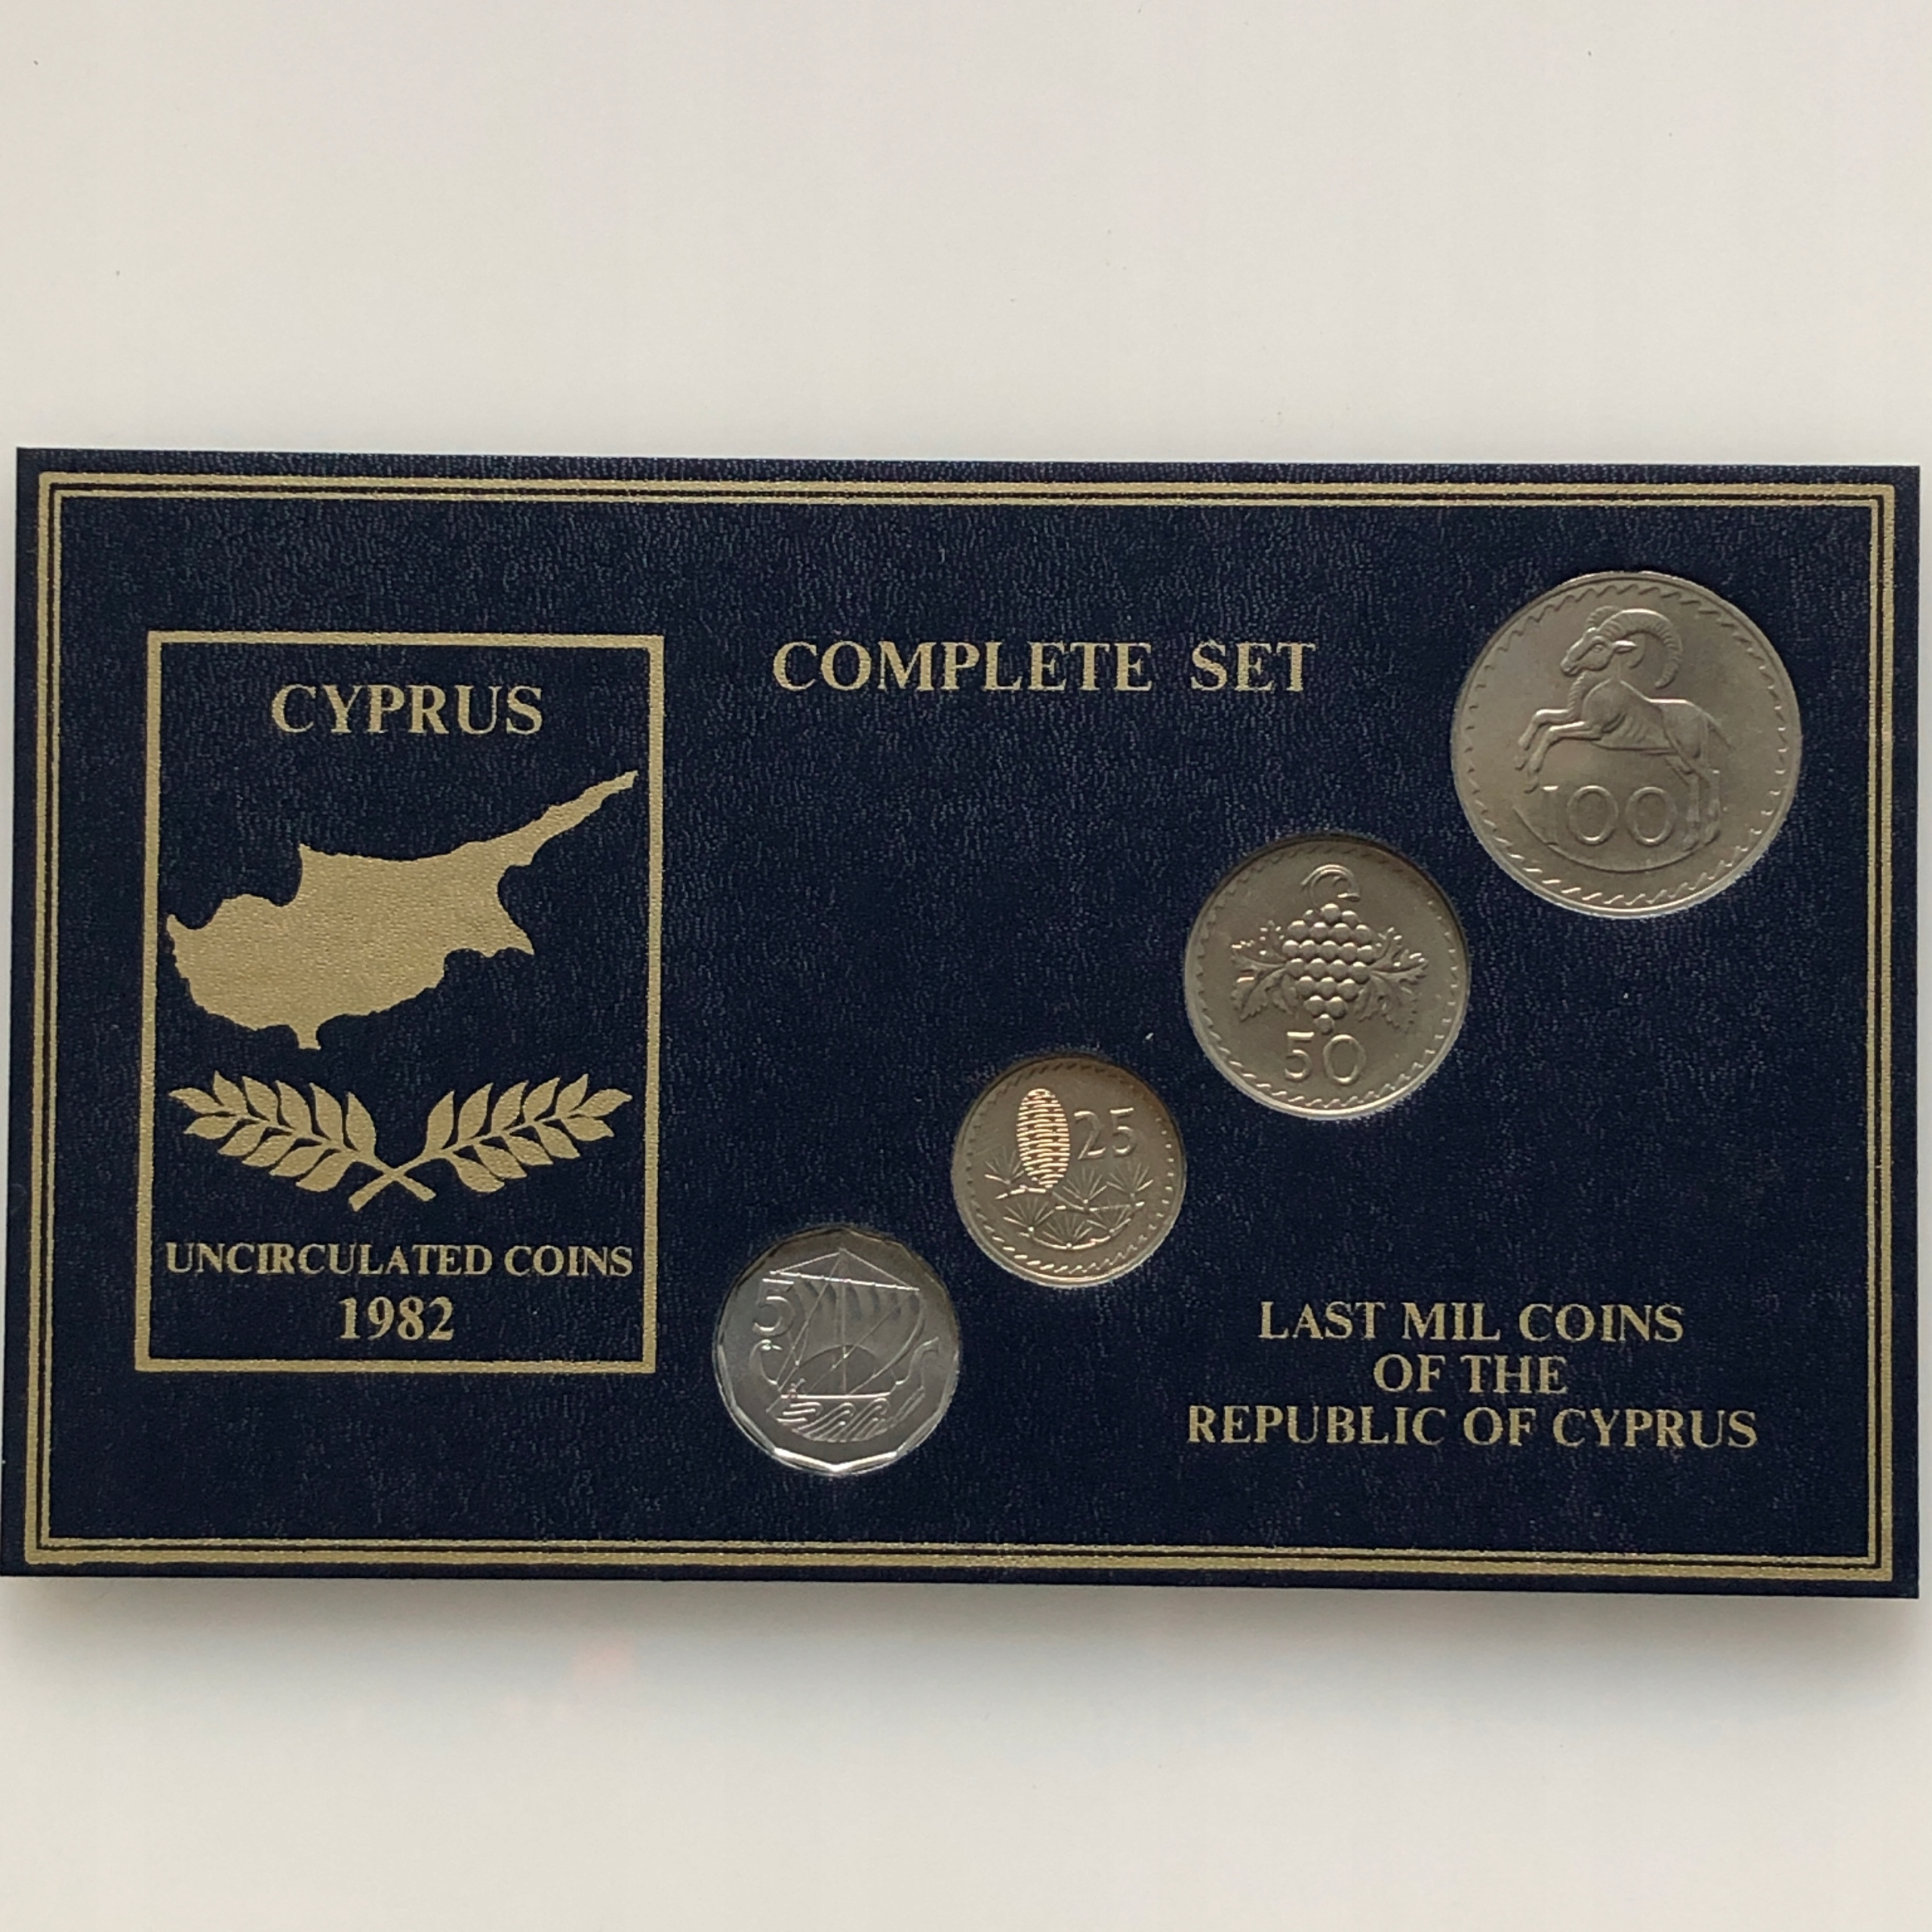 CYPRUS
UNCIRCULATED COINS
1982
COMPLETE SET
100
50
25
5
LAST MIL COINS
OF THE
REPUBLIC OF CYPRUS